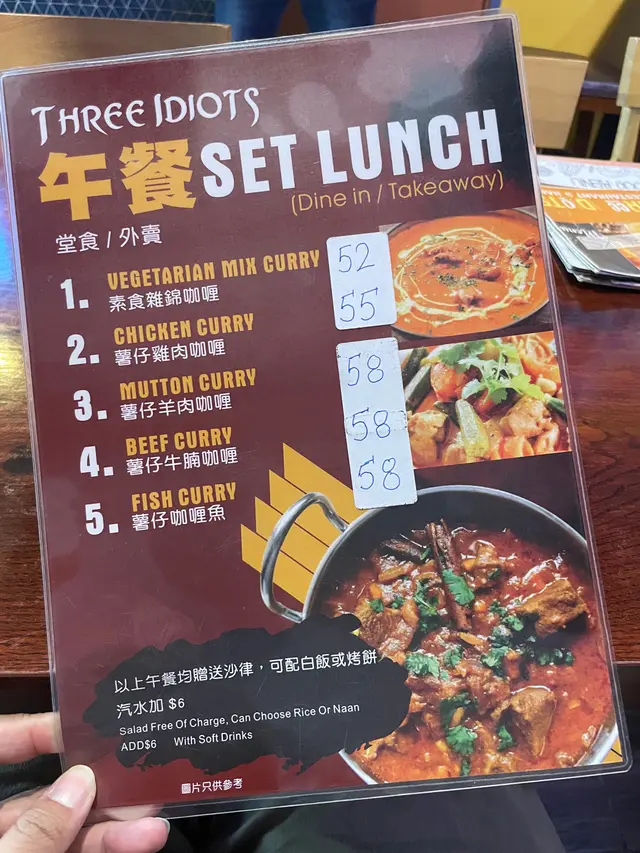 THREE IDIOTS
午餐 SET LUNCH
(Dine in / Takeaway)
堂食 / 外賣
1. VEGETARIAN MIX CURRY 52
素食雜錦咖喱
2. CHICKEN CURRY 55
薯仔雞肉咖喱
3. MUTTON CURRY 58
薯仔羊肉咖喱
4. BEEF CURRY 58
薯仔牛腩咖喱
5. FISH CURRY 58
薯仔咖喱魚
以上午餐均贈送沙律，可配白飯或烤餅
汽水加 $6
Salad Free Of Charge, Can Choose Rice Or Naan
ADD$6 With Soft Drinks
圖片只供參考